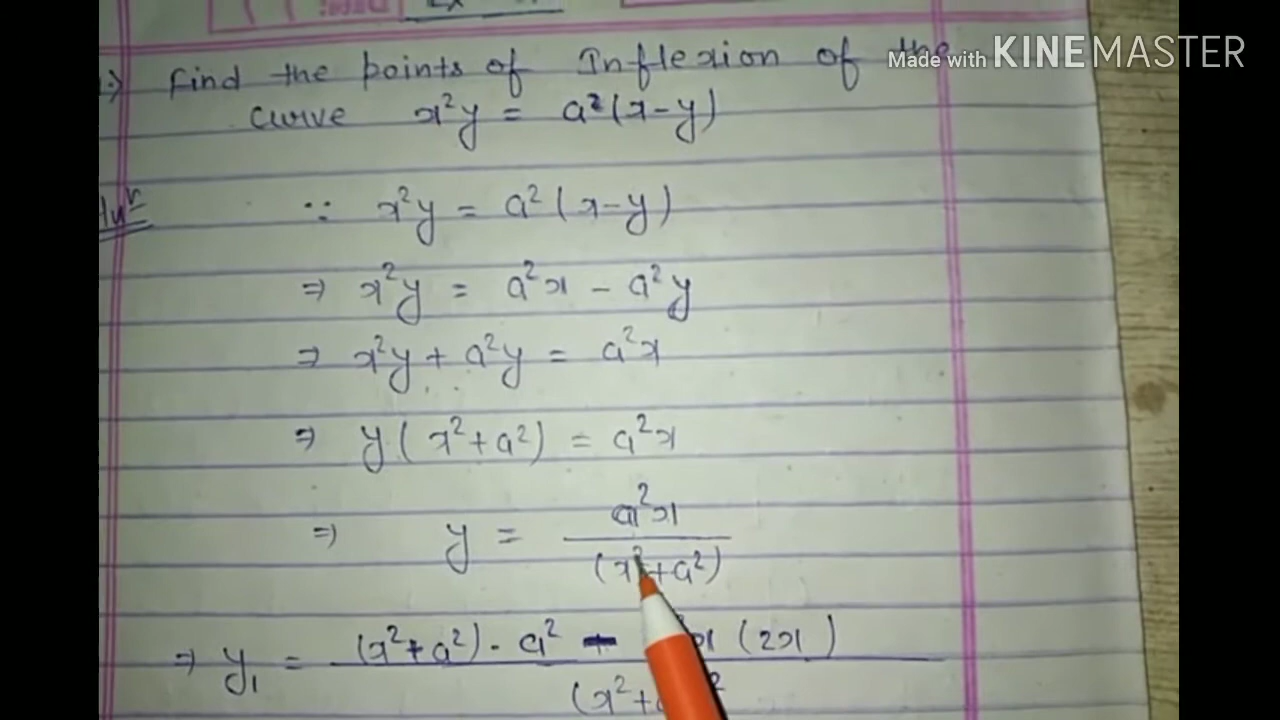 Made with KINEMASTER
Find the points of Inflexion of the
curve x²y = a²(x-y)
∵ x²y = a²(x-y)
⇒ x²y = a²x - a²y
⇒ x²y + a²y = a²x
⇒ y(x²+a²) = a²x
⇒ y = a²x / (x²+a²)
⇒ y₁ = (x²+a²)·a² - x(2x)
(x²+